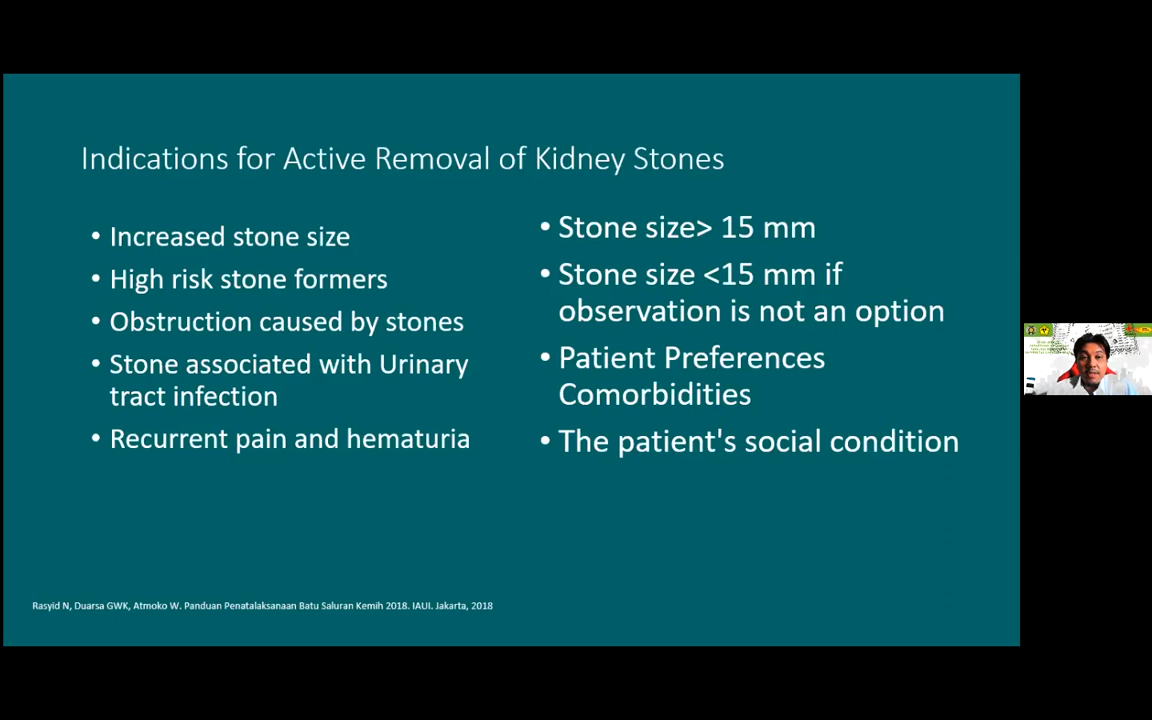 Indications for Active Removal of Kidney Stones
• Increased stone size
• High risk stone formers
• Obstruction caused by stones
• Stone associated with Urinary
tract infection
• Recurrent pain and hematuria
• Stone size> 15 mm
• Stone size <15 mm if
observation is not an option
• Patient Preferences
Comorbidities
• The patient's social condition
Rasyid N, Duarsa GWK, Atmoko W. Panduan Penatalaksanaan Batu Saluran Kemih 2018. IAUI. Jakarta, 2018